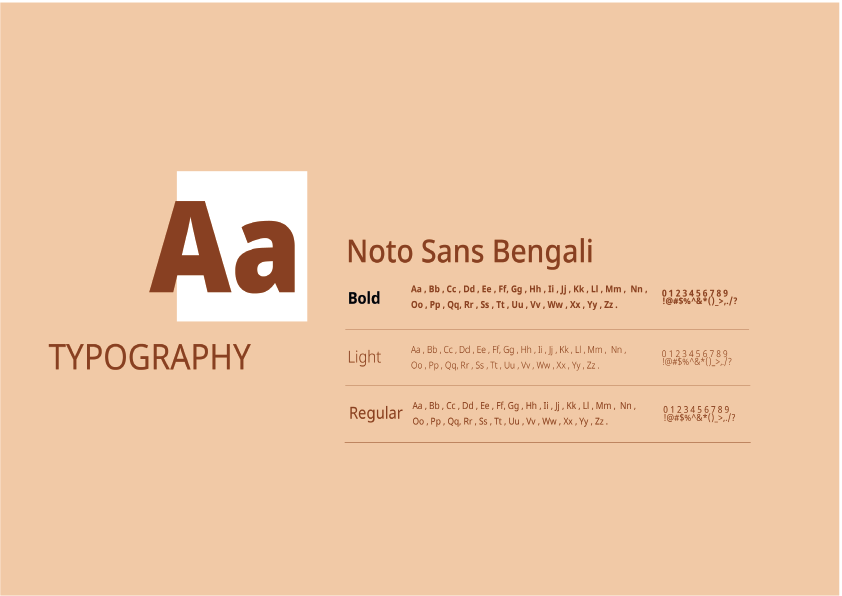 Aa
TYPOGRAPHY
Noto Sans Bengali
Bold
Aa , Bb , Cc , Dd , Ee , Ff, Gg , Hh , Ii , Jj , Kk , Ll , Mm , Nn ,
Oo , Pp , Qq, Rr , Ss , Tt , Uu , Vv , Ww , Xx , Yy , Zz .
0 1 2 3 4 5 6 7 8 9
!@#$%^&*()_>,./?
Light
Aa , Bb , Cc , Dd , Ee , Ff, Gg , Hh , Ii , Jj , Kk , Ll , Mm , Nn ,
Oo , Pp , Qq, Rr , Ss , Tt , Uu , Vv , Ww , Xx , Yy , Zz .
0 1 2 3 4 5 6 7 8 9
!@#$%^&*()_>,./?
Regular
Aa , Bb , Cc , Dd , Ee , Ff, Gg , Hh , Ii , Jj , Kk , Ll , Mm , Nn ,
Oo , Pp , Qq, Rr , Ss , Tt , Uu , Vv , Ww , Xx , Yy , Zz .
0 1 2 3 4 5 6 7 8 9
!@#$%^&*()_>,./?